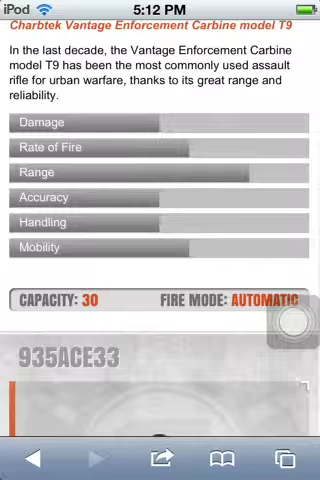 iPod 5:12 PM
Charbtek Vantage Enforcement Carbine model T9
In the last decade, the Vantage Enforcement Carbine
model T9 has been the most commonly used assault
rifle for urban warfare, thanks to its great range and
reliability.
Damage
Rate of Fire
Range
Accuracy
Handling
Mobility
CAPACITY: 30 FIRE MODE: AUTOMATIC
935ACE33